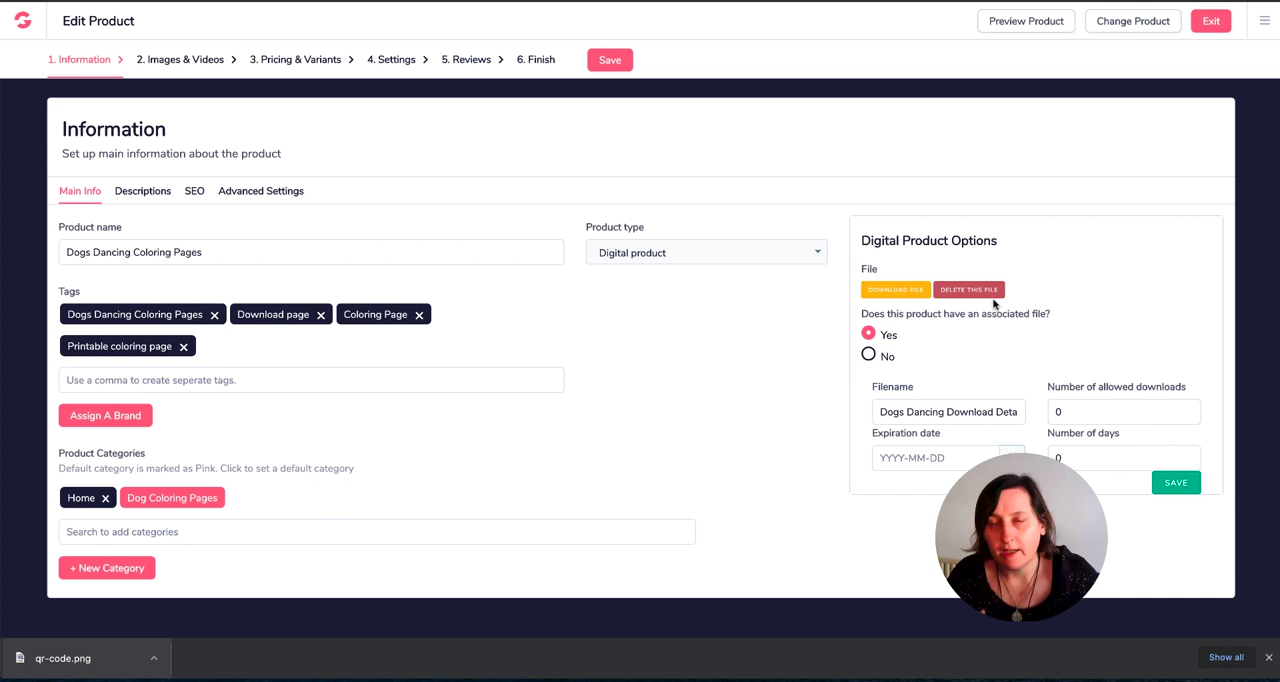 Edit Product
Preview Product
Change Product
Exit
1. Information
2. Images & Videos
3. Pricing & Variants
4. Settings
5. Reviews
6. Finish
Save
Information
Set up main information about the product
Main Info
Descriptions
SEO
Advanced Settings
Product name
Dogs Dancing Coloring Pages
Product type
Digital product
Tags
Dogs Dancing Coloring Pages
Download page
Coloring Page
Printable coloring page
Use a comma to create seperate tags.
Assign A Brand
Product Categories
Default category is marked as Pink. Click to set a default category
Home
Dog Coloring Pages
Search to add categories
+ New Category
Digital Product Options
File
DOWNLOAD FILE
DELETE THIS FILE
Does this product have an associated file?
Yes
No
Filename
Number of allowed downloads
Dogs Dancing Download Deta
0
Expiration date
Number of days
YYYY-MM-DD
0
SAVE
qr-code.png
Show all